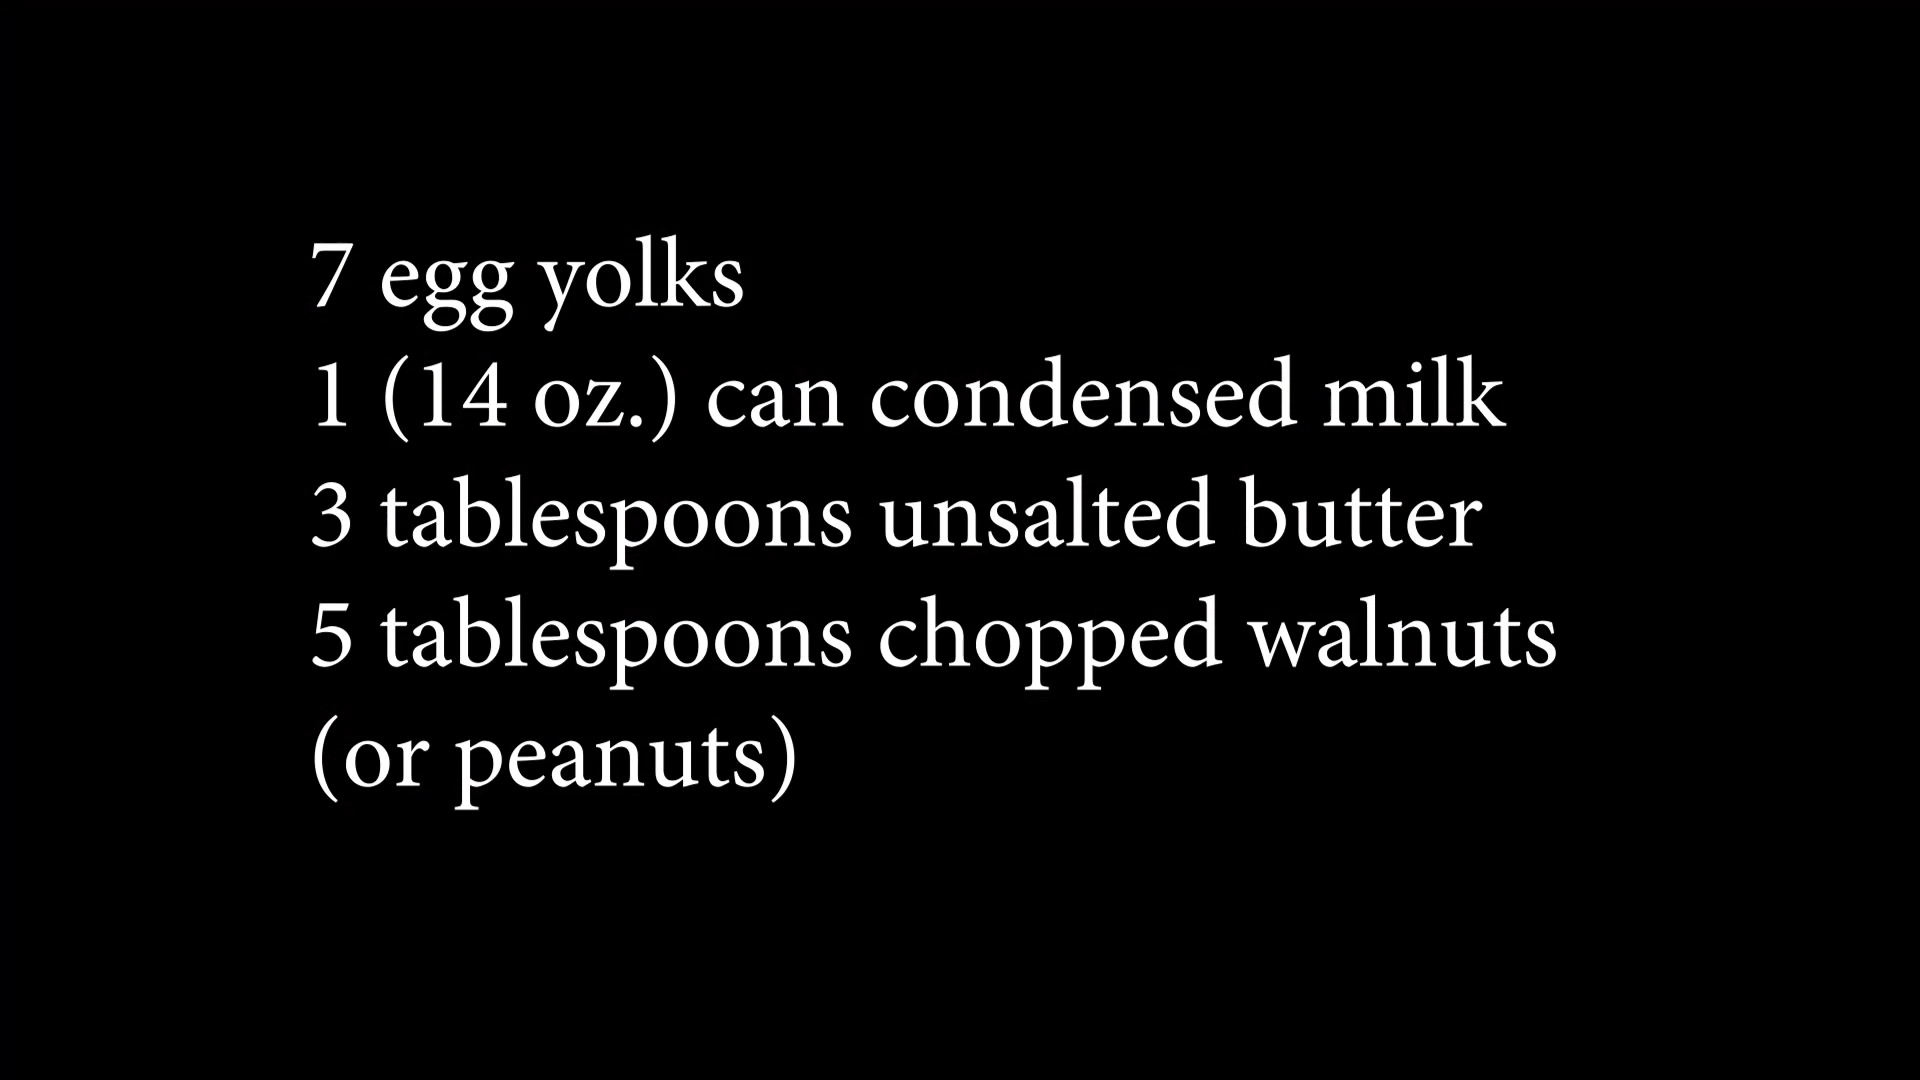 7 egg yolks
1 (14 oz.) can condensed milk
3 tablespoons unsalted butter
5 tablespoons chopped walnuts
(or peanuts)